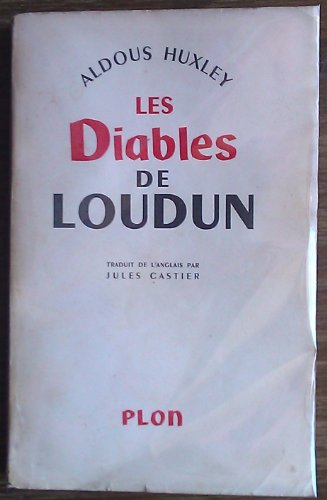 ALDOUS HUXLEY
LES
Diables
DE
LOUDUN
TRADUIT DE L'ANGLAIS PAR
JULES CASTIER
PLON